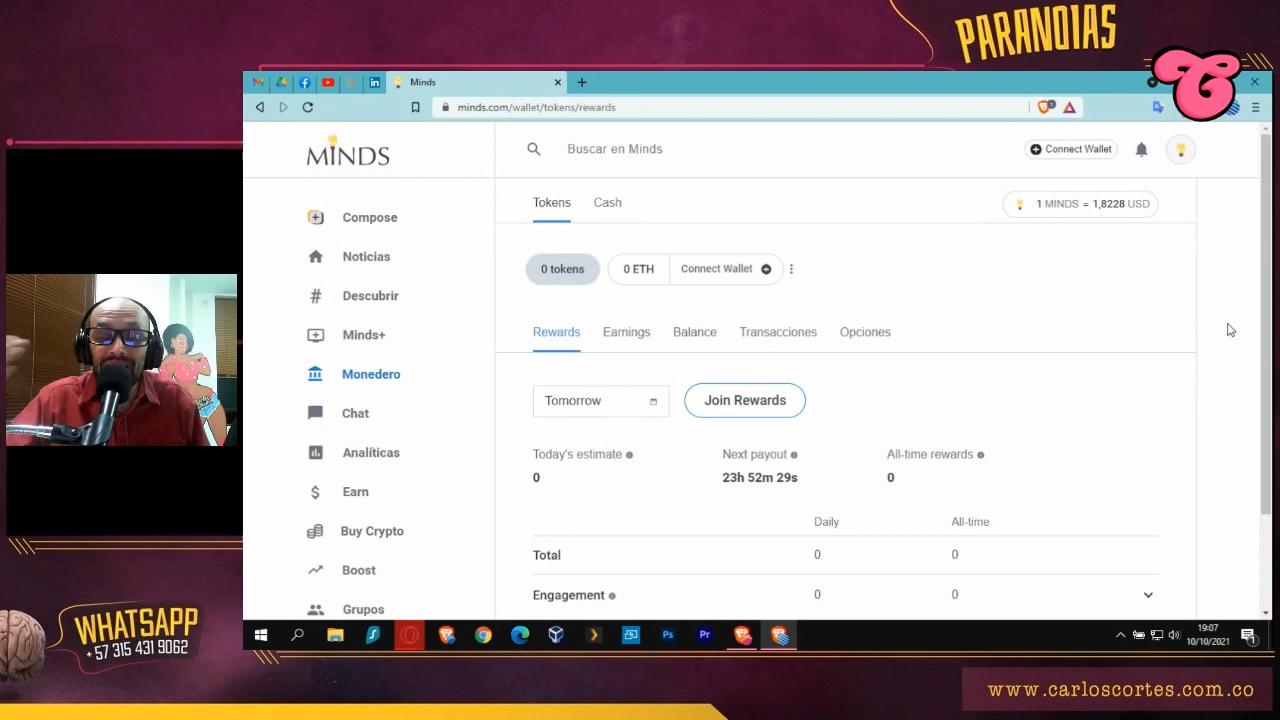 PARANOIAS
Minds
minds.com/wallet/tokens/rewards
MINDS
Buscar en Minds
Connect Wallet
Tokens
Cash
1 MINDS = 1,8228 USD
0 tokens
0 ETH
Connect Wallet
Rewards
Earnings
Balance
Transacciones
Opciones
Tomorrow
Join Rewards
Today's estimate
Next payout
All-time rewards
0
23h 52m 29s
0
Daily
All-time
Total
0
0
Engagement
0
0
Compose
Noticias
Descubrir
Minds+
Monedero
Chat
Analíticas
Earn
Buy Crypto
Boost
Grupos
Ps
Pr
19:07
10/10/2021
WHATSAPP
+ 57 315 431 9062
www.carloscortes.com.co